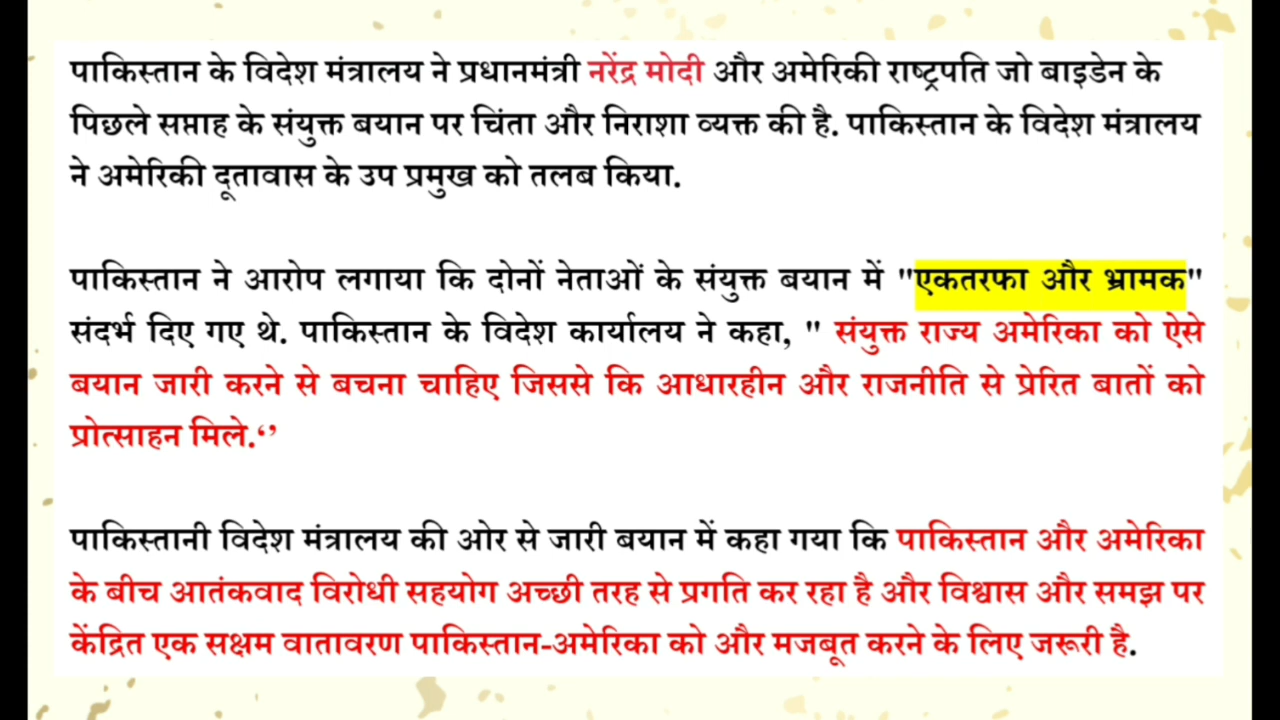 पाकिस्तान के विदेश मंत्रालय ने प्रधानमंत्री नरेंद्र मोदी और अमेरिकी राष्ट्रपति जो बाइडेन के
पिछले सप्ताह के संयुक्त बयान पर चिंता और निराशा व्यक्त की है. पाकिस्तान के विदेश मंत्रालय
ने अमेरिकी दूतावास के उप प्रमुख को तलब किया.
पाकिस्तान ने आरोप लगाया कि दोनों नेताओं के संयुक्त बयान में "एकतरफा और भ्रामक"
संदर्भ दिए गए थे. पाकिस्तान के विदेश कार्यालय ने कहा, " संयुक्त राज्य अमेरिका को ऐसे
बयान जारी करने से बचना चाहिए जिससे कि आधारहीन और राजनीति से प्रेरित बातों को
प्रोत्साहन मिले.‘’
पाकिस्तानी विदेश मंत्रालय की ओर से जारी बयान में कहा गया कि पाकिस्तान और अमेरिका
के बीच आतंकवाद विरोधी सहयोग अच्छी तरह से प्रगति कर रहा है और विश्वास और समझ पर
केंद्रित एक सक्षम वातावरण पाकिस्तान-अमेरिका को और मजबूत करने के लिए जरूरी है.